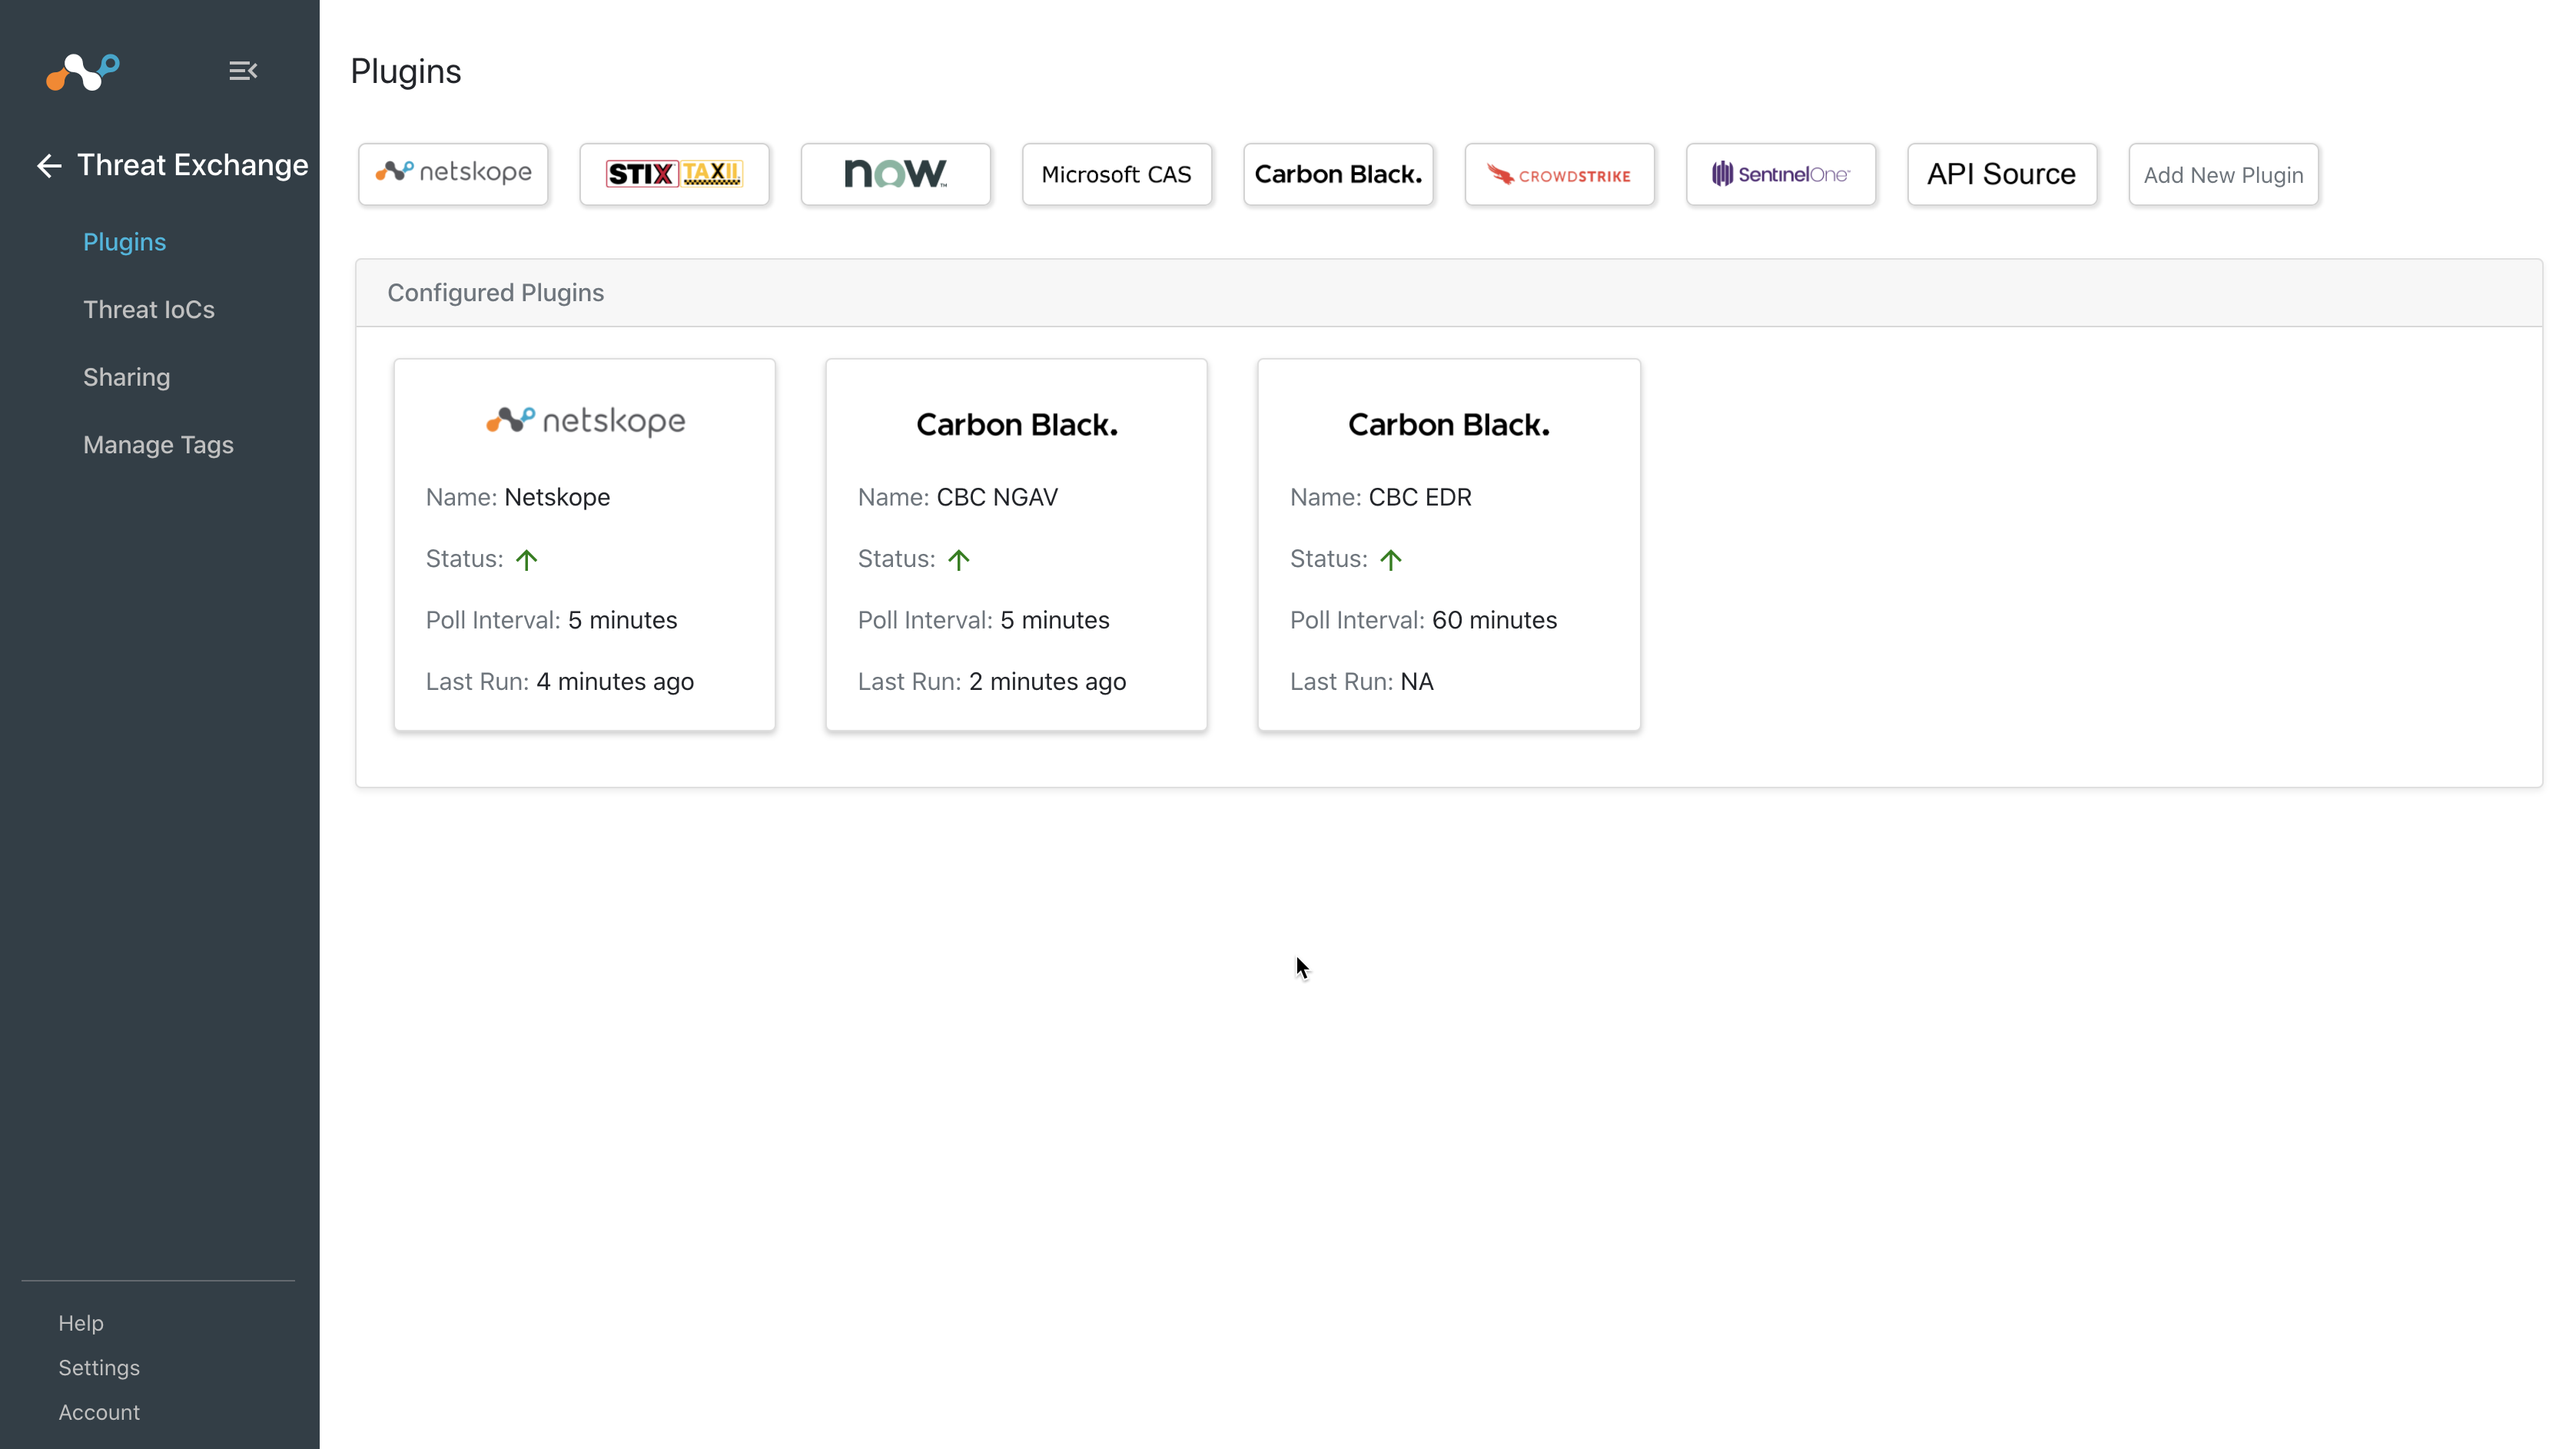 Plugins
Threat Exchange
Plugins
Threat IoCs
Sharing
Manage Tags
Help
Settings
Account
netskope
STIX TAXII
now
Microsoft CAS
Carbon Black.
CROWDSTRIKE
SentinelOne
API Source
Add New Plugin
Configured Plugins
netskope
Name: Netskope
Status:
Poll Interval: 5 minutes
Last Run: 4 minutes ago
Carbon Black.
Name: CBC NGAV
Status:
Poll Interval: 5 minutes
Last Run: 2 minutes ago
Carbon Black.
Name: CBC EDR
Status:
Poll Interval: 60 minutes
Last Run: NA